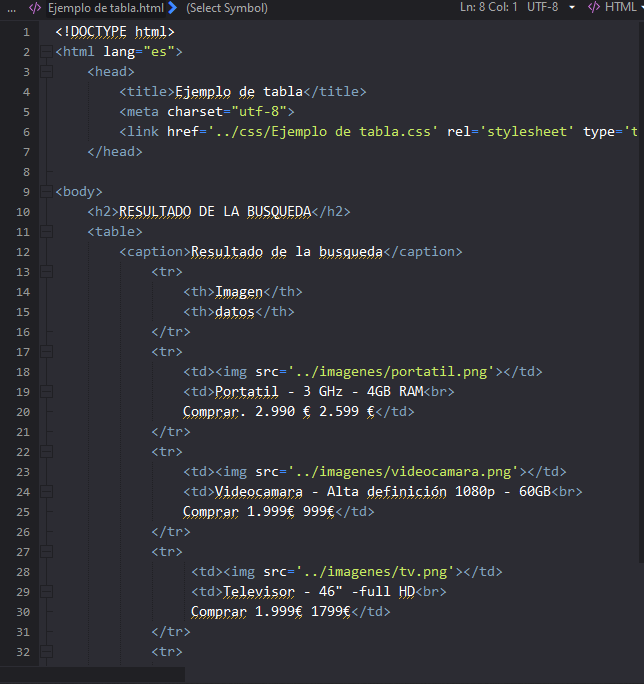 ... Ejemplo de tabla.html (Select Symbol) Ln: 8 Col: 1 UTF-8 HTML
1 <!DOCTYPE html>
2 <html lang="es">
3 <head>
4 <title>Ejemplo de tabla</title>
5 <meta charset="utf-8">
6 <link href='../css/Ejemplo de tabla.css' rel='stylesheet' type='t
7 </head>
8
9 <body>
10 <h2>RESULTADO DE LA BUSQUEDA</h2>
11 <table>
12 <caption>Resultado de la busqueda</caption>
13 <tr>
14 <th>Imagen</th>
15 <th>datos</th>
16 </tr>
17 <tr>
18 <td><img src='../imagenes/portatil.png'></td>
19 <td>Portatil - 3 GHz - 4GB RAM<br>
20 Comprar. 2.990 € 2.599 €</td>
21 </tr>
22 <tr>
23 <td><img src='../imagenes/videocamara.png'></td>
24 <td>Videocamara - Alta definición 1080p - 60GB<br>
25 Comprar 1.999€ 999€</td>
26 </tr>
27 <tr>
28 <td><img src='../imagenes/tv.png'></td>
29 <td>Televisor - 46" -full HD<br>
30 Comprar 1.999€ 1799€</td>
31 </tr>
32 <tr>